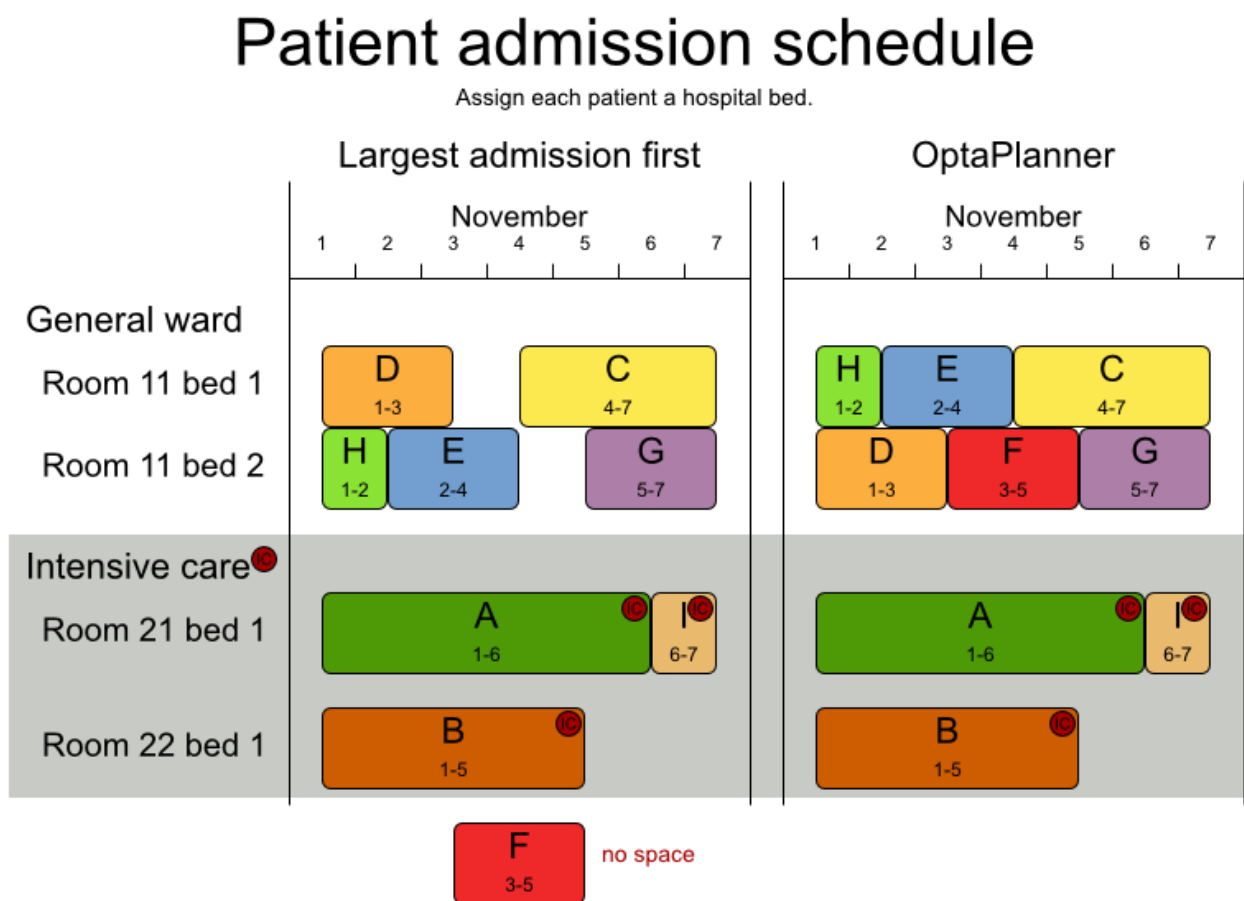 Patient admission schedule
Assign each patient a hospital bed.
Largest admission first
OptaPlanner
November
November
1 2 3 4 5 6 7
1 2 3 4 5 6 7
General ward
Room 11 bed 1
D
1-3
C
4-7
H
1-2
E
2-4
C
4-7
Room 11 bed 2
H
1-2
E
2-4
G
5-7
D
1-3
F
3-5
G
5-7
Intensive care IC
Room 21 bed 1
A
IC
1-6
I
IC
6-7
A
IC
1-6
I
IC
6-7
Room 22 bed 1
B
IC
1-5
B
IC
1-5
F
3-5
no space